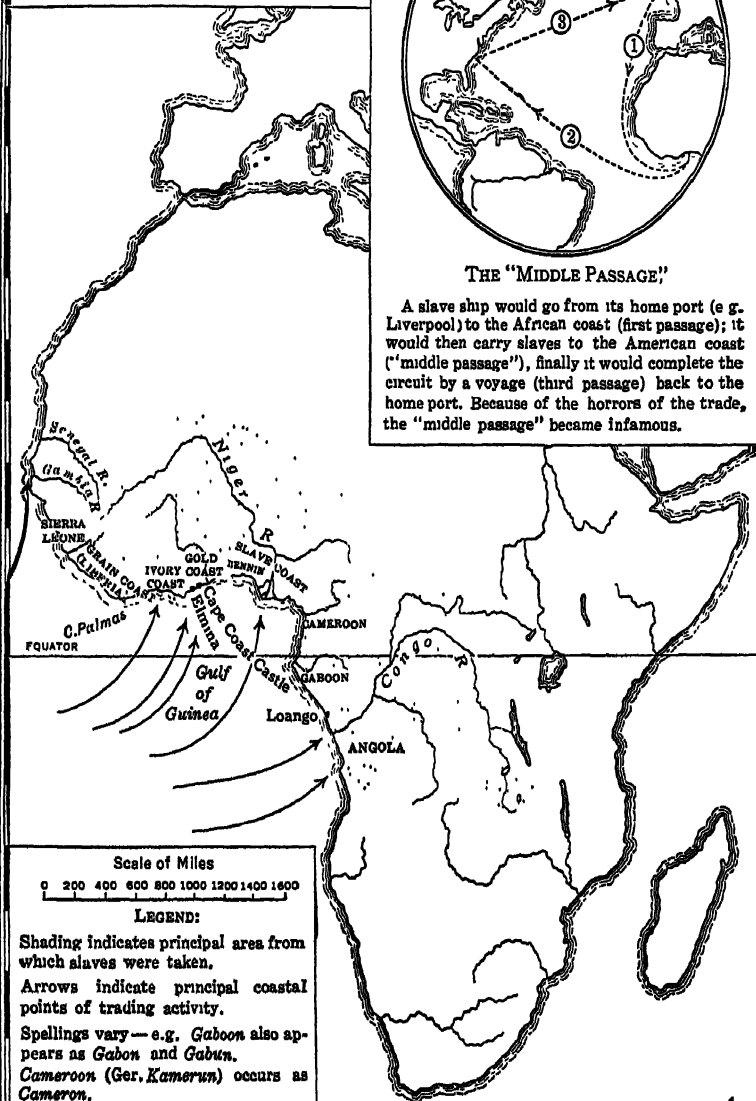 3
1
2
THE "MIDDLE PASSAGE".
A slave ship would go from its home port (e g.
Liverpool) to the African coast (first passage); it
would then carry slaves to the American coast
("middle passage"), finally it would complete the
circuit by a voyage (third passage) back to the
home port. Because of the horrors of the trade,
the "middle passage" became infamous.
Senegal R.
Gambia R
Niger
R
SIERRA
LEONE
GRAIN COAST
LIBERIA
IVORY
COAST
GOLD
COAST
SLAVE COAST
BENNIN
C. Palmas
Elmina
Cape Coast Castle
CAMEROON
EQUATOR
Gulf
of
Guinea
GABOON
Congo R
Loango
ANGOLA
Scale of Miles
0 200 400 600 800 1000 1200 1400 1600
LEGEND:
Shading indicates principal area from
which slaves were taken.
Arrows indicate principal coastal
points of trading activity.
Spellings vary—e.g. Gaboon also ap-
pears as Gabon and Gabun.
Cameroon (Ger. Kamerun) occurs as
Cameron.